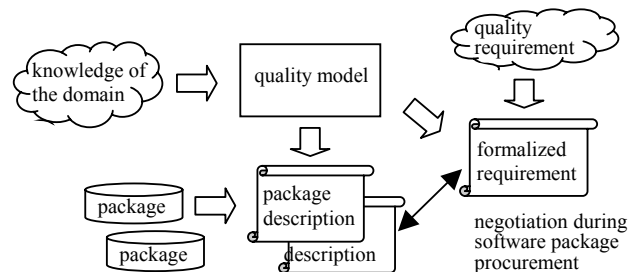 knowledge of
the domain
quality model
quality
requirement
formalized
requirement
package
package
package
description
description
negotiation during
software package
procurement